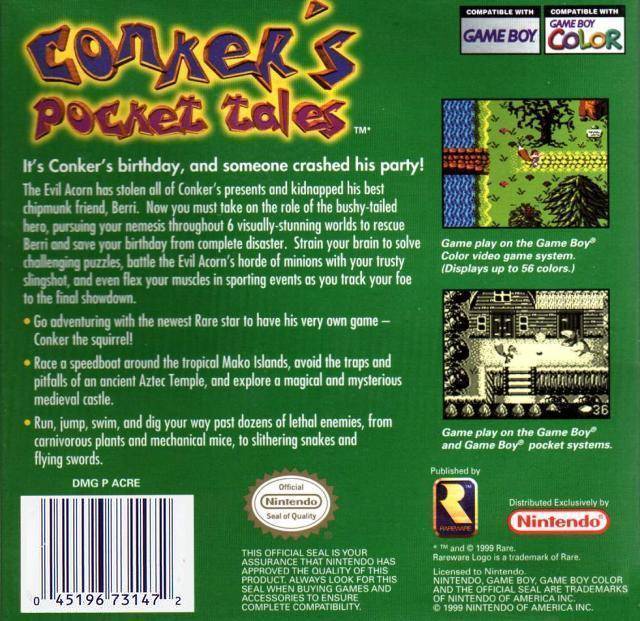 COMPATIBLE WITH
GAME BOY
COMPATIBLE WITH
GAME BOY
COLOR
CONKER'S
POCKET TALES
TM*
It's Conker's birthday, and someone crashed his party!
The Evil Acorn has stolen all of Conker's presents and kidnapped his best
chipmunk friend, Berri. Now you must take on the role of the bushy-tailed
hero, pursuing your nemesis throughout 6 visually-stunning worlds to rescue
Berri and save your birthday from complete disaster. Strain your brain to solve
challenging puzzles, battle the Evil Acorn's horde of minions with your trusty
slingshot, and even flex your muscles in sporting events as you track your foe
to the final showdown.
• Go adventuring with the newest Rare star to have his very own game –
Conker the squirrel!
• Race a speedboat around the tropical Mako Islands, avoid the traps and
pitfalls of an ancient Aztec Temple, and explore a magical and mysterious
medieval castle.
• Run, jump, swim, and dig your way past dozens of lethal enemies, from
carnivorous plants and mechanical mice, to slithering snakes and
flying swords.
Game play on the Game Boy®
Color video game system.
(Displays up to 56 colors.)
36
Game play on the Game Boy®
and Game Boy® pocket systems.
DMG P ACRE
0 45196 73147 2
Official
Nintendo®
Seal of Quality
THIS OFFICIAL SEAL IS YOUR
ASSURANCE THAT NINTENDO HAS
APPROVED THE QUALITY OF THIS
PRODUCT. ALWAYS LOOK FOR THIS
SEAL WHEN BUYING GAMES AND
ACCESSORIES TO ENSURE
COMPLETE COMPATIBILITY.
Published by
R
RAREWARE
Distributed Exclusively by
Nintendo®
* ™ and © 1999 Rare.
Rareware Logo is a trademark of Rare.
Licensed to Nintendo.
NINTENDO, GAME BOY, GAME BOY COLOR
AND THE OFFICIAL SEAL ARE TRADEMARKS
OF NINTENDO OF AMERICA INC.
© 1999 NINTENDO OF AMERICA INC.